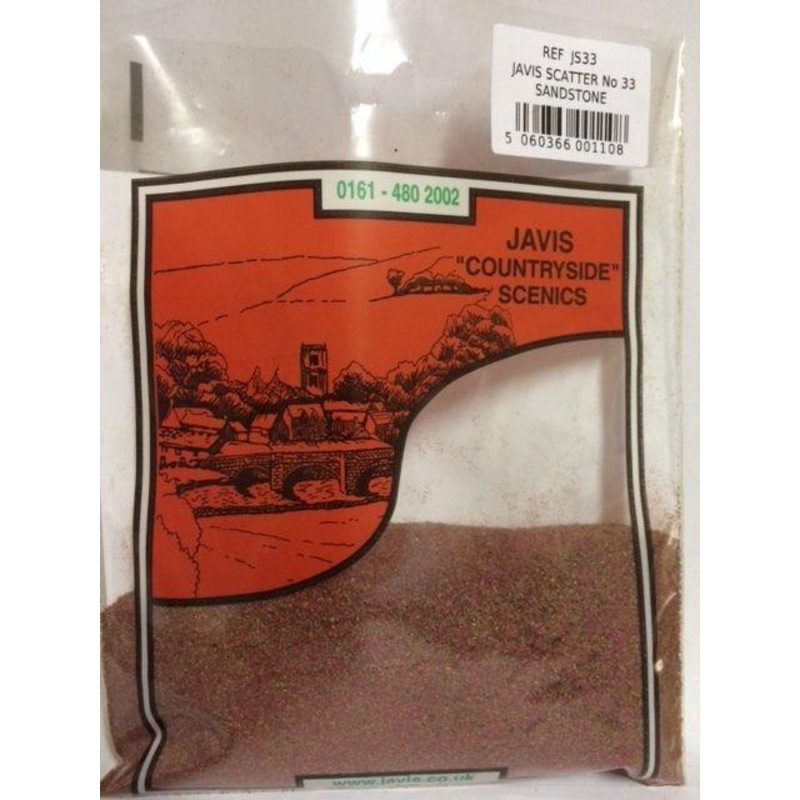 REF JS33
JAVIS SCATTER No 33
SANDSTONE
5 060366 001108
0161 - 480 2002
JAVIS
"COUNTRYSIDE"
SCENICS
www.javis.co.uk